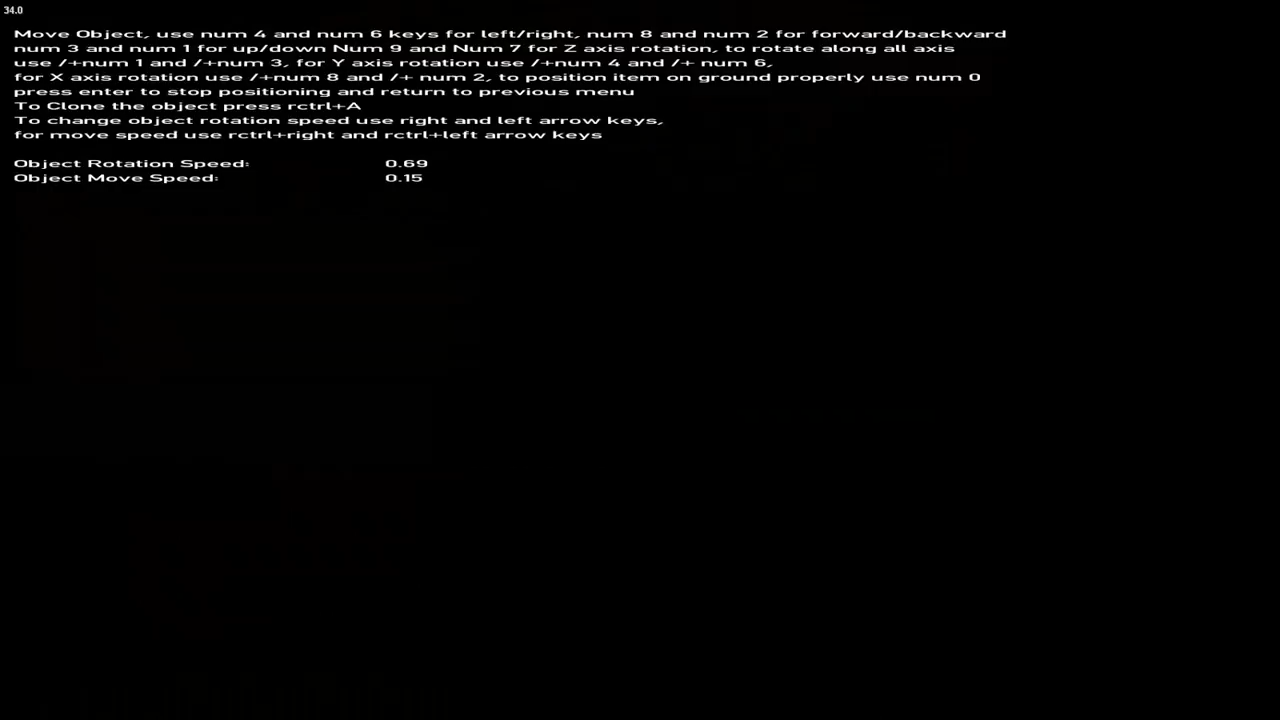 34.0
Move Object, use num 4 and num 6 keys for left/right, num 8 and num 2 for forward/backward
num 3 and num 1 for up/down Num 9 and Num 7 for Z axis rotation, to rotate along all axis
use /+num 1 and /+num 3, for Y axis rotation use /+num 4 and /+ num 6,
for X axis rotation use /+num 8 and /+ num 2, to position item on ground properly use num 0
press enter to stop positioning and return to previous menu
To Clone the object press rctrl+A
To change object rotation speed use right and left arrow keys,
for move speed use rctrl+right and rctrl+left arrow keys
Object Rotation Speed: 0.69
Object Move Speed: 0.15